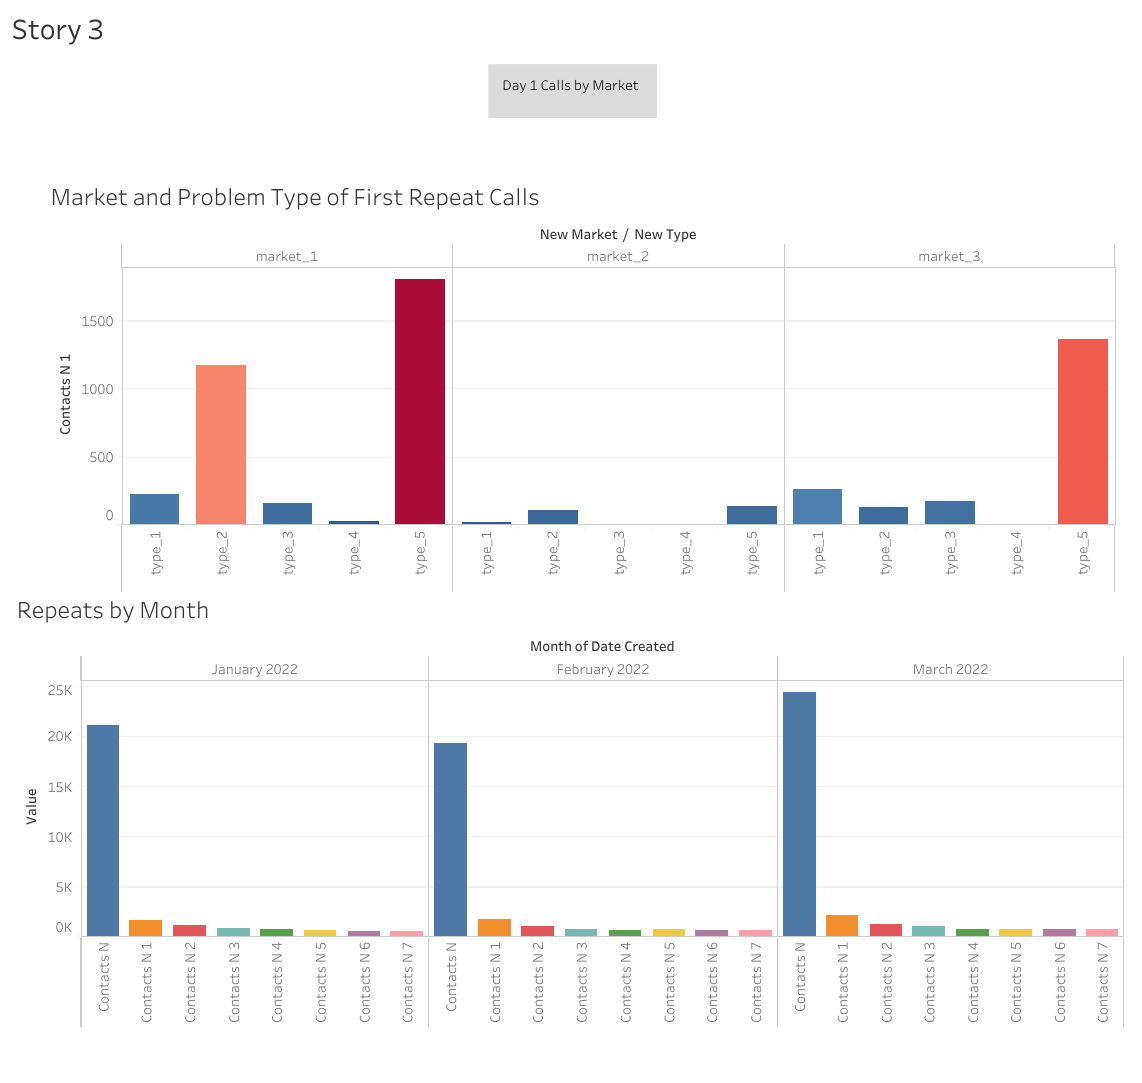 Story 3
Day 1 Calls by Market
Market and Problem Type of First Repeat Calls
New Market / New Type
market_1 market_2 market_3
Contacts N 1
1500
1000
500
0
type_1 type_2 type_3 type_4 type_5 type_1 type_2 type_3 type_4 type_5 type_1 type_2 type_3 type_4 type_5
Repeats by Month
Month of Date Created
January 2022 February 2022 March 2022
Value
25K
20K
15K
10K
5K
0K
Contacts N Contacts N 1 Contacts N 2 Contacts N 3 Contacts N 4 Contacts N 5 Contacts N 6 Contacts N 7 Contacts N Contacts N 1 Contacts N 2 Contacts N 3 Contacts N 4 Contacts N 5 Contacts N 6 Contacts N 7 Contacts N Contacts N 1 Contacts N 2 Contacts N 3 Contacts N 4 Contacts N 5 Contacts N 6 Contacts N 7